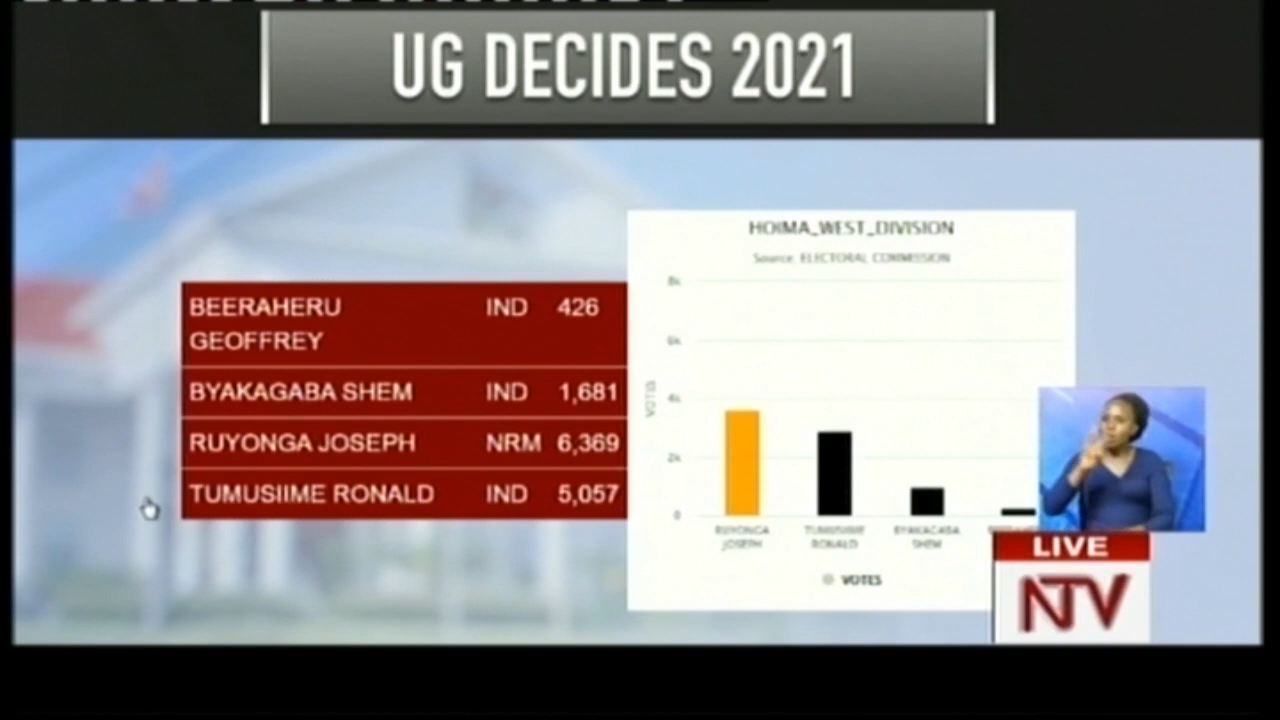 UG DECIDES 2021
BEERAHERU IND 426
GEOFFREY
BYAKAGABA SHEM IND 1,681
RUYONGA JOSEPH NRM 6,369
TUMUSIIME RONALD IND 5,057
HOIMA_WEST_DIVISION
Source: ELECTORAL COMMISSION
8k
6k
4k
2k
0
VOTES
RUYONGA JOSEPH
TUMUSIIME RONALD
BYAKAGABA SHEM
VOTES
LIVE
NTV